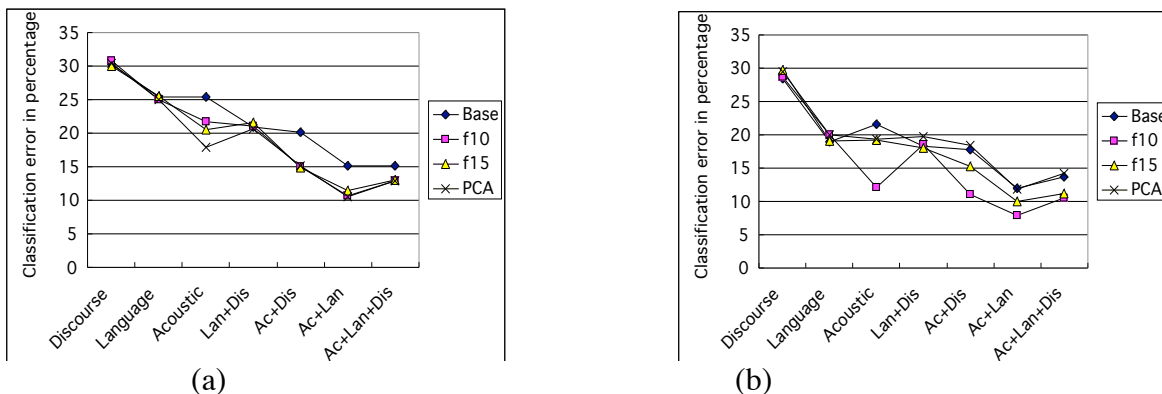 Classification error in percentage
35
30
25
20
15
10
5
0
Discourse
Language
Acoustic
Lan+Dis
Ac+Dis
Ac+Lan
Ac+Lan+Dis
Base
f10
f15
PCA
(a)
Classification error in percentage
35
30
25
20
15
10
5
0
Discourse
Language
Acoustic
Lan+Dis
Ac+Dis
Ac+Lan
Ac+Lan+Dis
Base
f10
f15
PCA
(b)